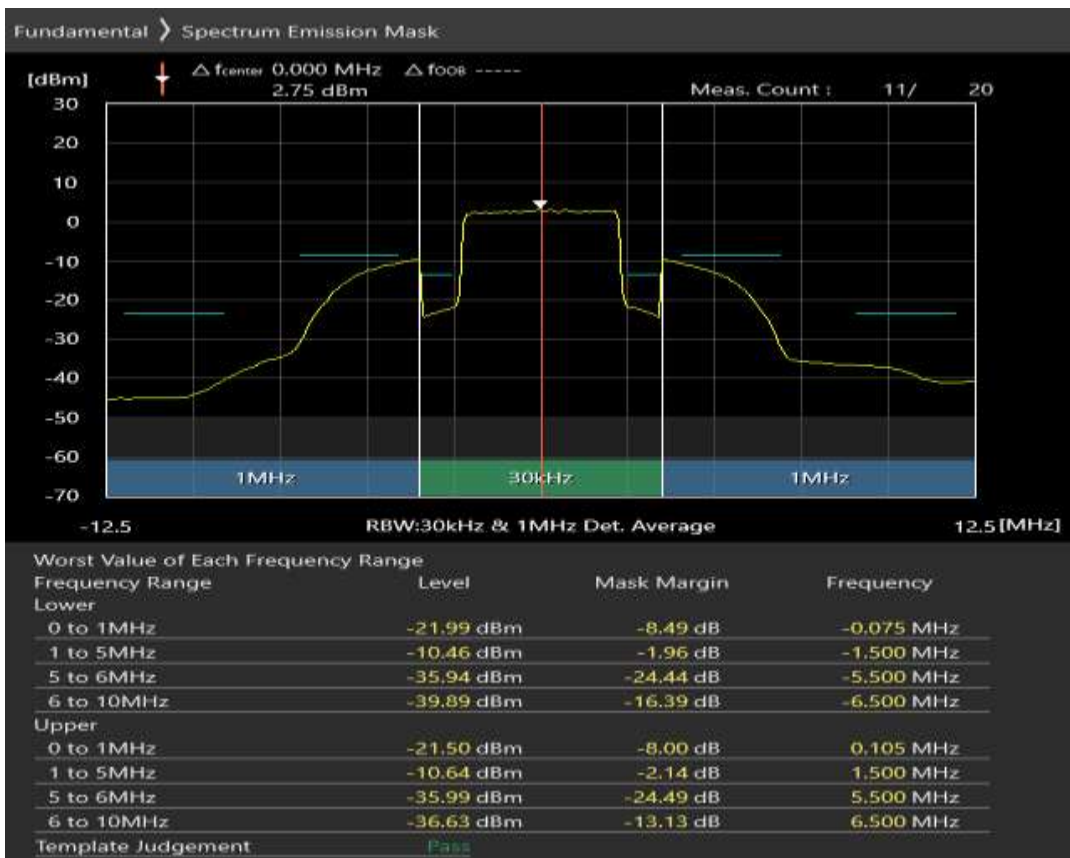 Fundamental ❯ Spectrum Emission Mask
[dBm] △ fcenter 0.000 MHz △ fOOB -----
2.75 dBm Meas. Count : 11/ 20
30
20
10
0
-10
-20
-30
-40
-50
-60
-70
1MHz 30kHz 1MHz
-12.5 RBW:30kHz & 1MHz Det. Average 12.5 [MHz]
Worst Value of Each Frequency Range
Frequency Range Level Mask Margin Frequency
Lower
0 to 1MHz -21.99 dBm -8.49 dB -0.075 MHz
1 to 5MHz -10.46 dBm -1.96 dB -1.500 MHz
5 to 6MHz -35.94 dBm -24.44 dB -5.500 MHz
6 to 10MHz -39.89 dBm -16.39 dB -6.500 MHz
Upper
0 to 1MHz -21.50 dBm -8.00 dB 0.105 MHz
1 to 5MHz -10.64 dBm -2.14 dB 1.500 MHz
5 to 6MHz -35.99 dBm -24.49 dB 5.500 MHz
6 to 10MHz -36.63 dBm -13.13 dB 6.500 MHz
Template Judgement Pass